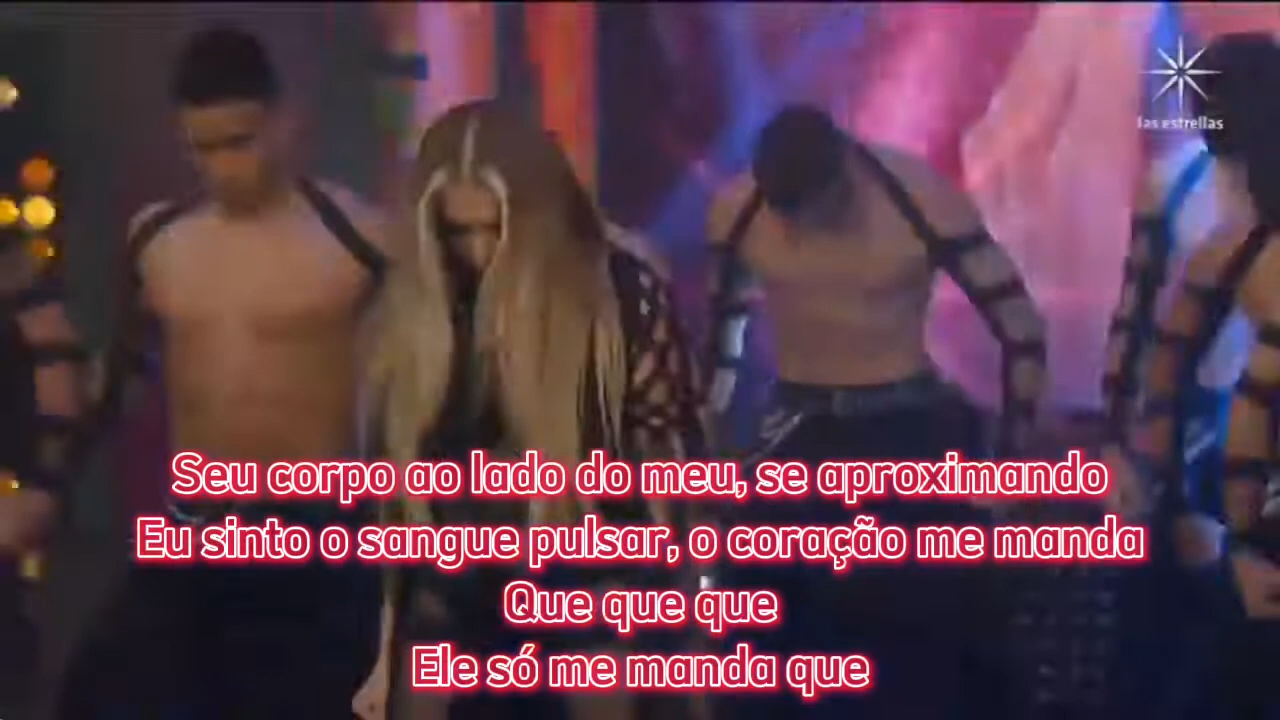 las estrellas
Seu corpo ao lado do meu, se aproximando
Eu sinto o sangue pulsar, o coração me manda
Que que que
Ele só me manda que